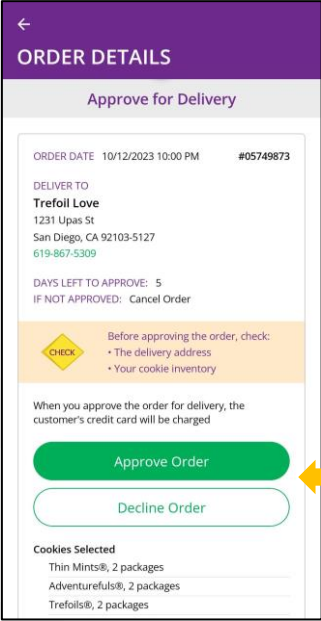 ORDER DETAILS
Approve for Delivery
ORDER DATE 10/12/2023 10:00 PM #05749873
DELIVER TO
Trefoil Love
1231 Upas St
San Diego, CA 92103-5127
619-867-5309
DAYS LEFT TO APPROVE: 5
IF NOT APPROVED: Cancel Order
CHECK
Before approving the order, check:
• The delivery address
• Your cookie inventory
When you approve the order for delivery, the
customer's credit card will be charged
Approve Order
Decline Order
Cookies Selected
Thin Mints®, 2 packages
Adventurefuls®, 2 packages
Trefoils®, 2 packages